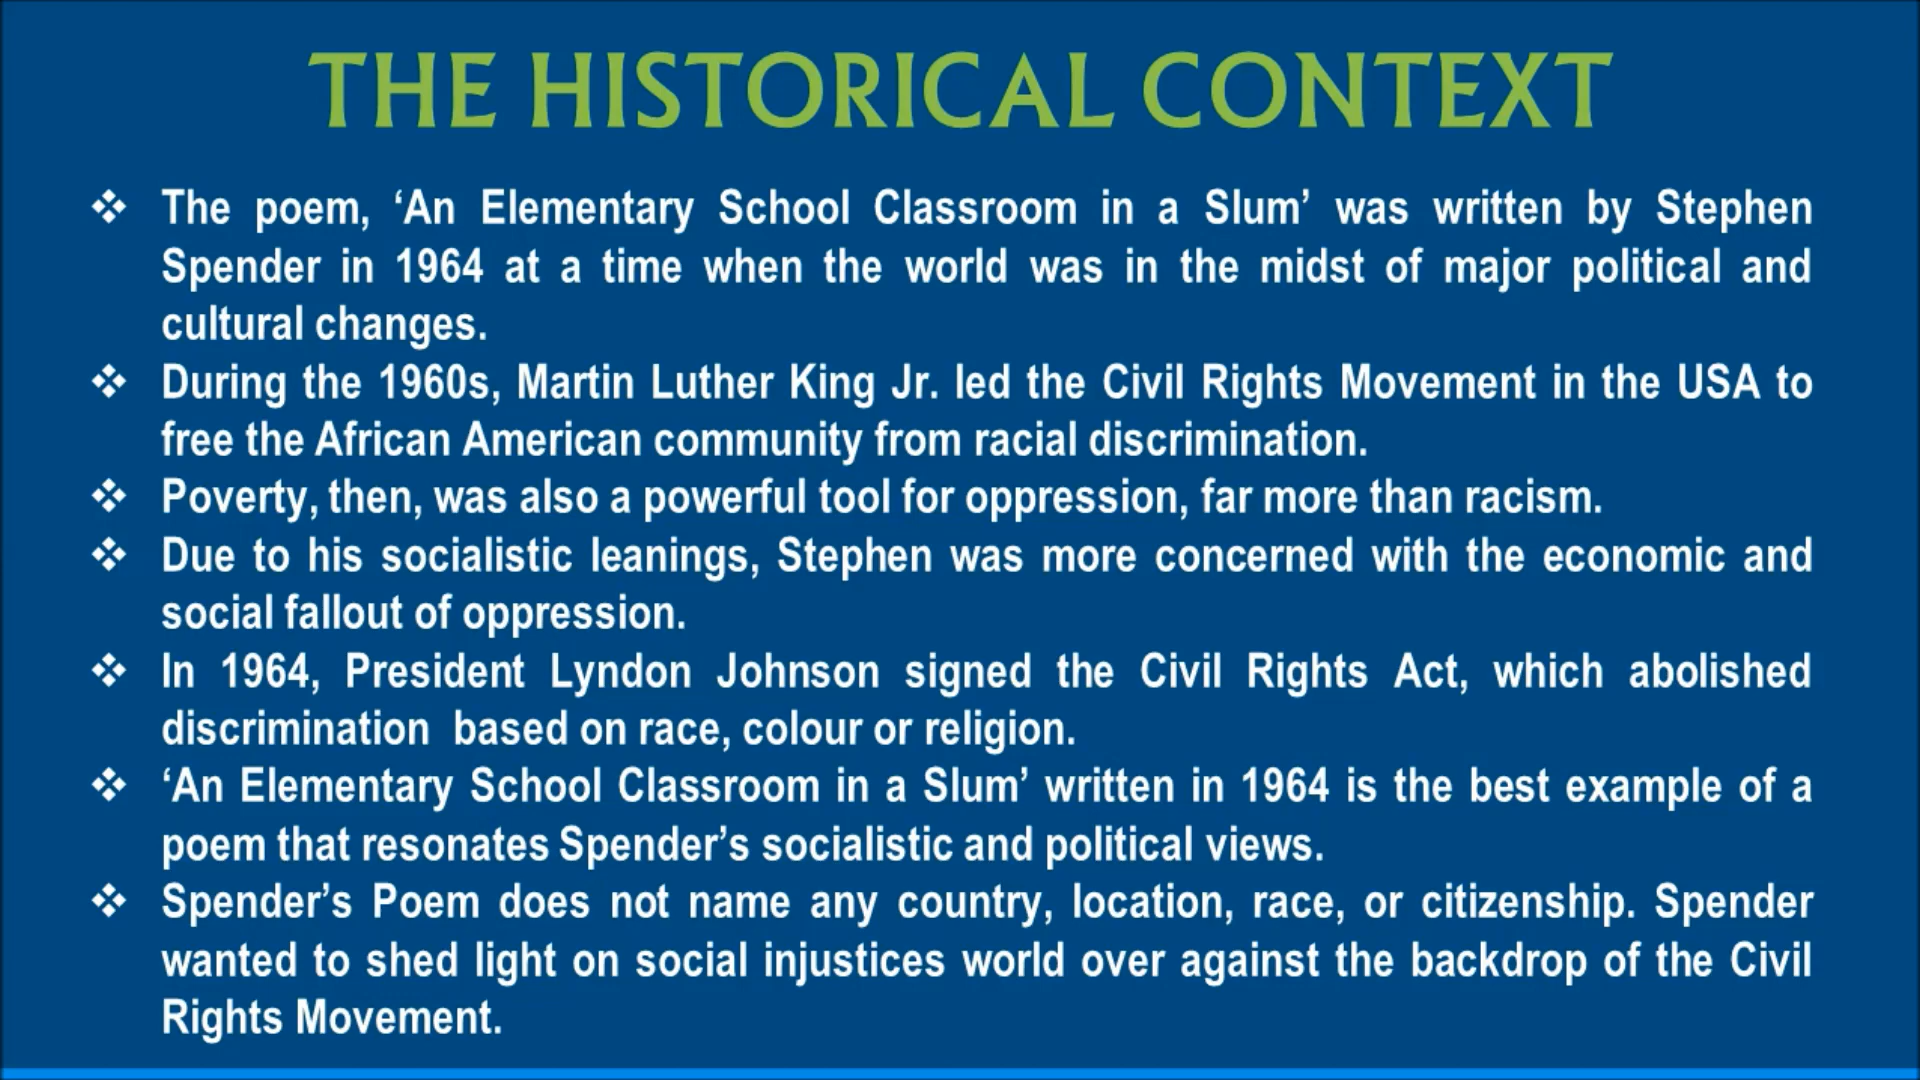 THE HISTORICAL CONTEXT
❖ The poem, ‘An Elementary School Classroom in a Slum’ was written by Stephen
Spender in 1964 at a time when the world was in the midst of major political and
cultural changes.
❖ During the 1960s, Martin Luther King Jr. led the Civil Rights Movement in the USA to
free the African American community from racial discrimination.
❖ Poverty, then, was also a powerful tool for oppression, far more than racism.
❖ Due to his socialistic leanings, Stephen was more concerned with the economic and
social fallout of oppression.
❖ In 1964, President Lyndon Johnson signed the Civil Rights Act, which abolished
discrimination  based on race, colour or religion.
❖ ‘An Elementary School Classroom in a Slum’ written in 1964 is the best example of a
poem that resonates Spender’s socialistic and political views.
❖ Spender’s Poem does not name any country, location, race, or citizenship. Spender
wanted to shed light on social injustices world over against the backdrop of the Civil
Rights Movement.